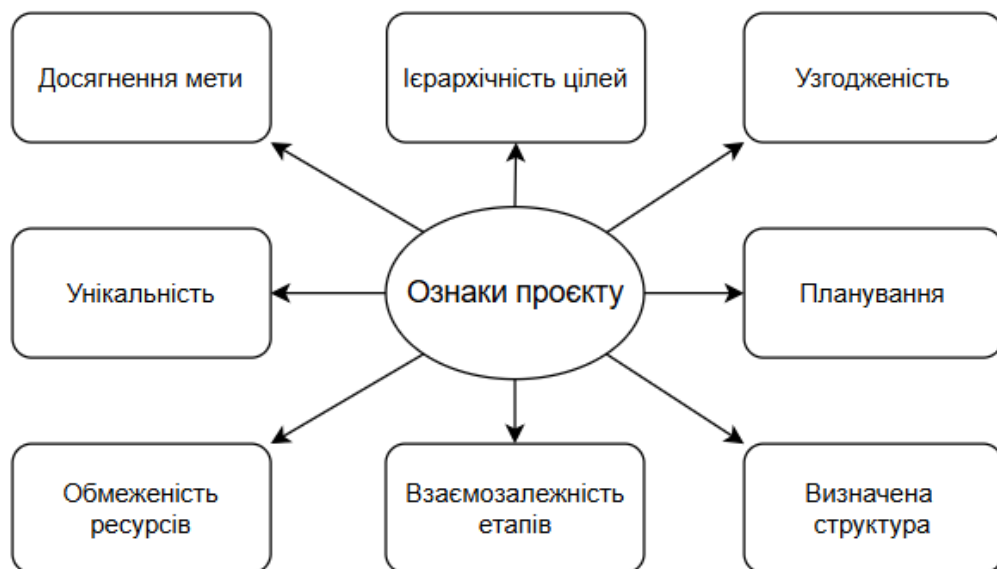 Досягнення мети
Ієрархічність цілей
Узгодженість
Унікальність
Ознаки проєкту
Планування
Обмеженість
ресурсів
Взаємозалежність
етапів
Визначена
структура